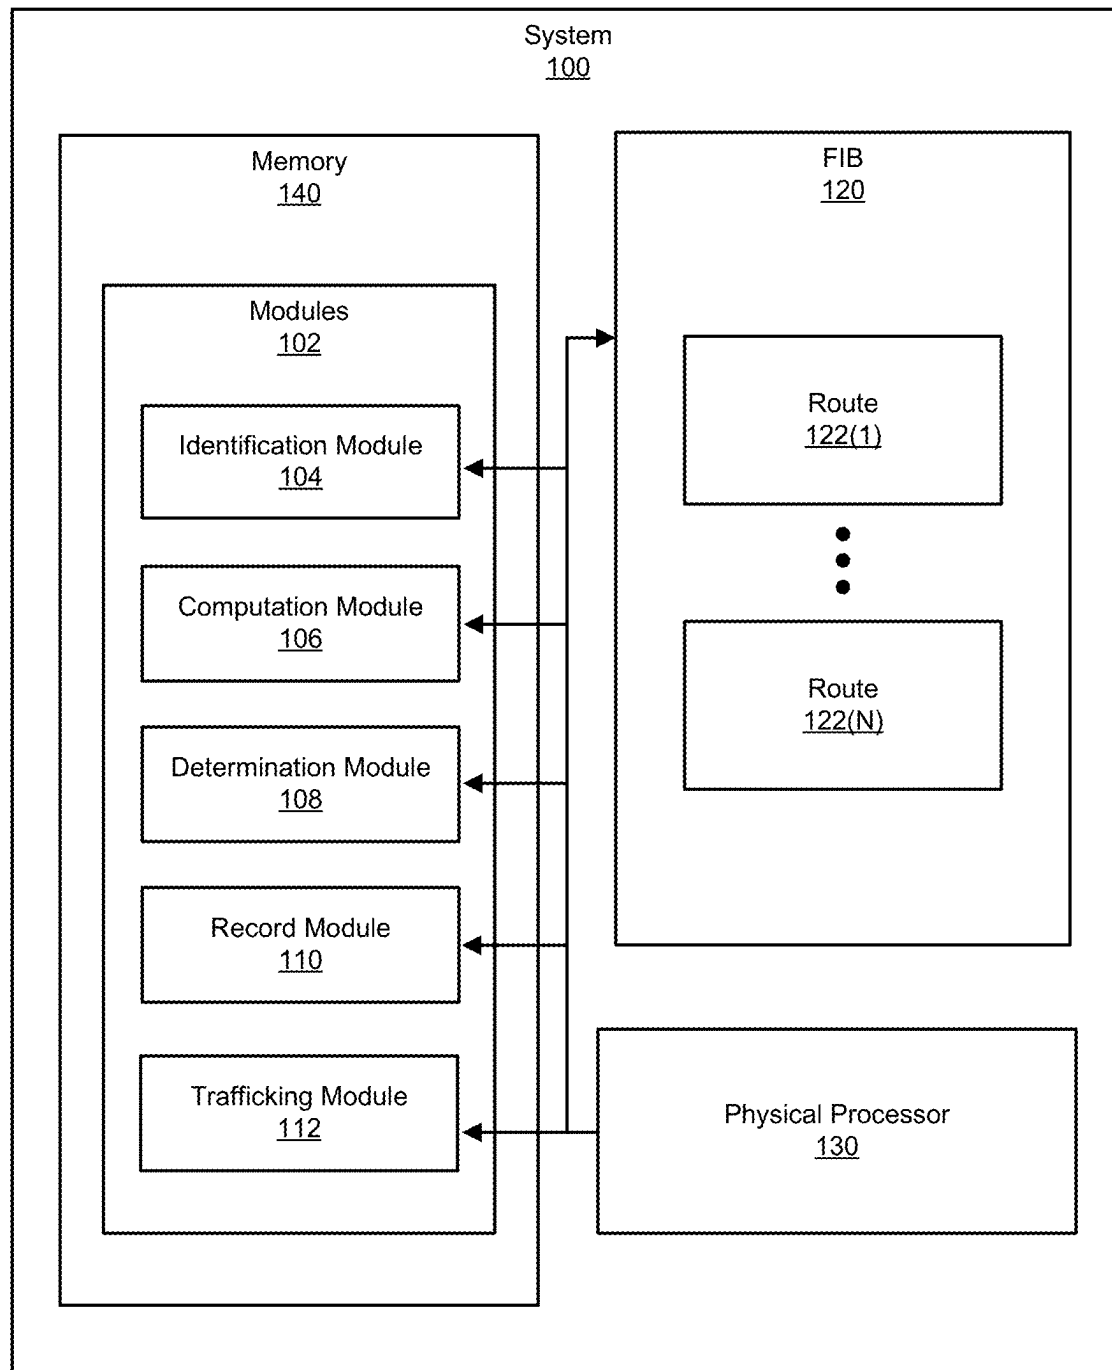 System
100
Memory
140
Modules
102
Identification Module
104
Computation Module
106
Determination Module
108
Record Module
110
Trafficking Module
112
FIB
120
Route
122(1)
Route
122(N)
Physical Processor
130